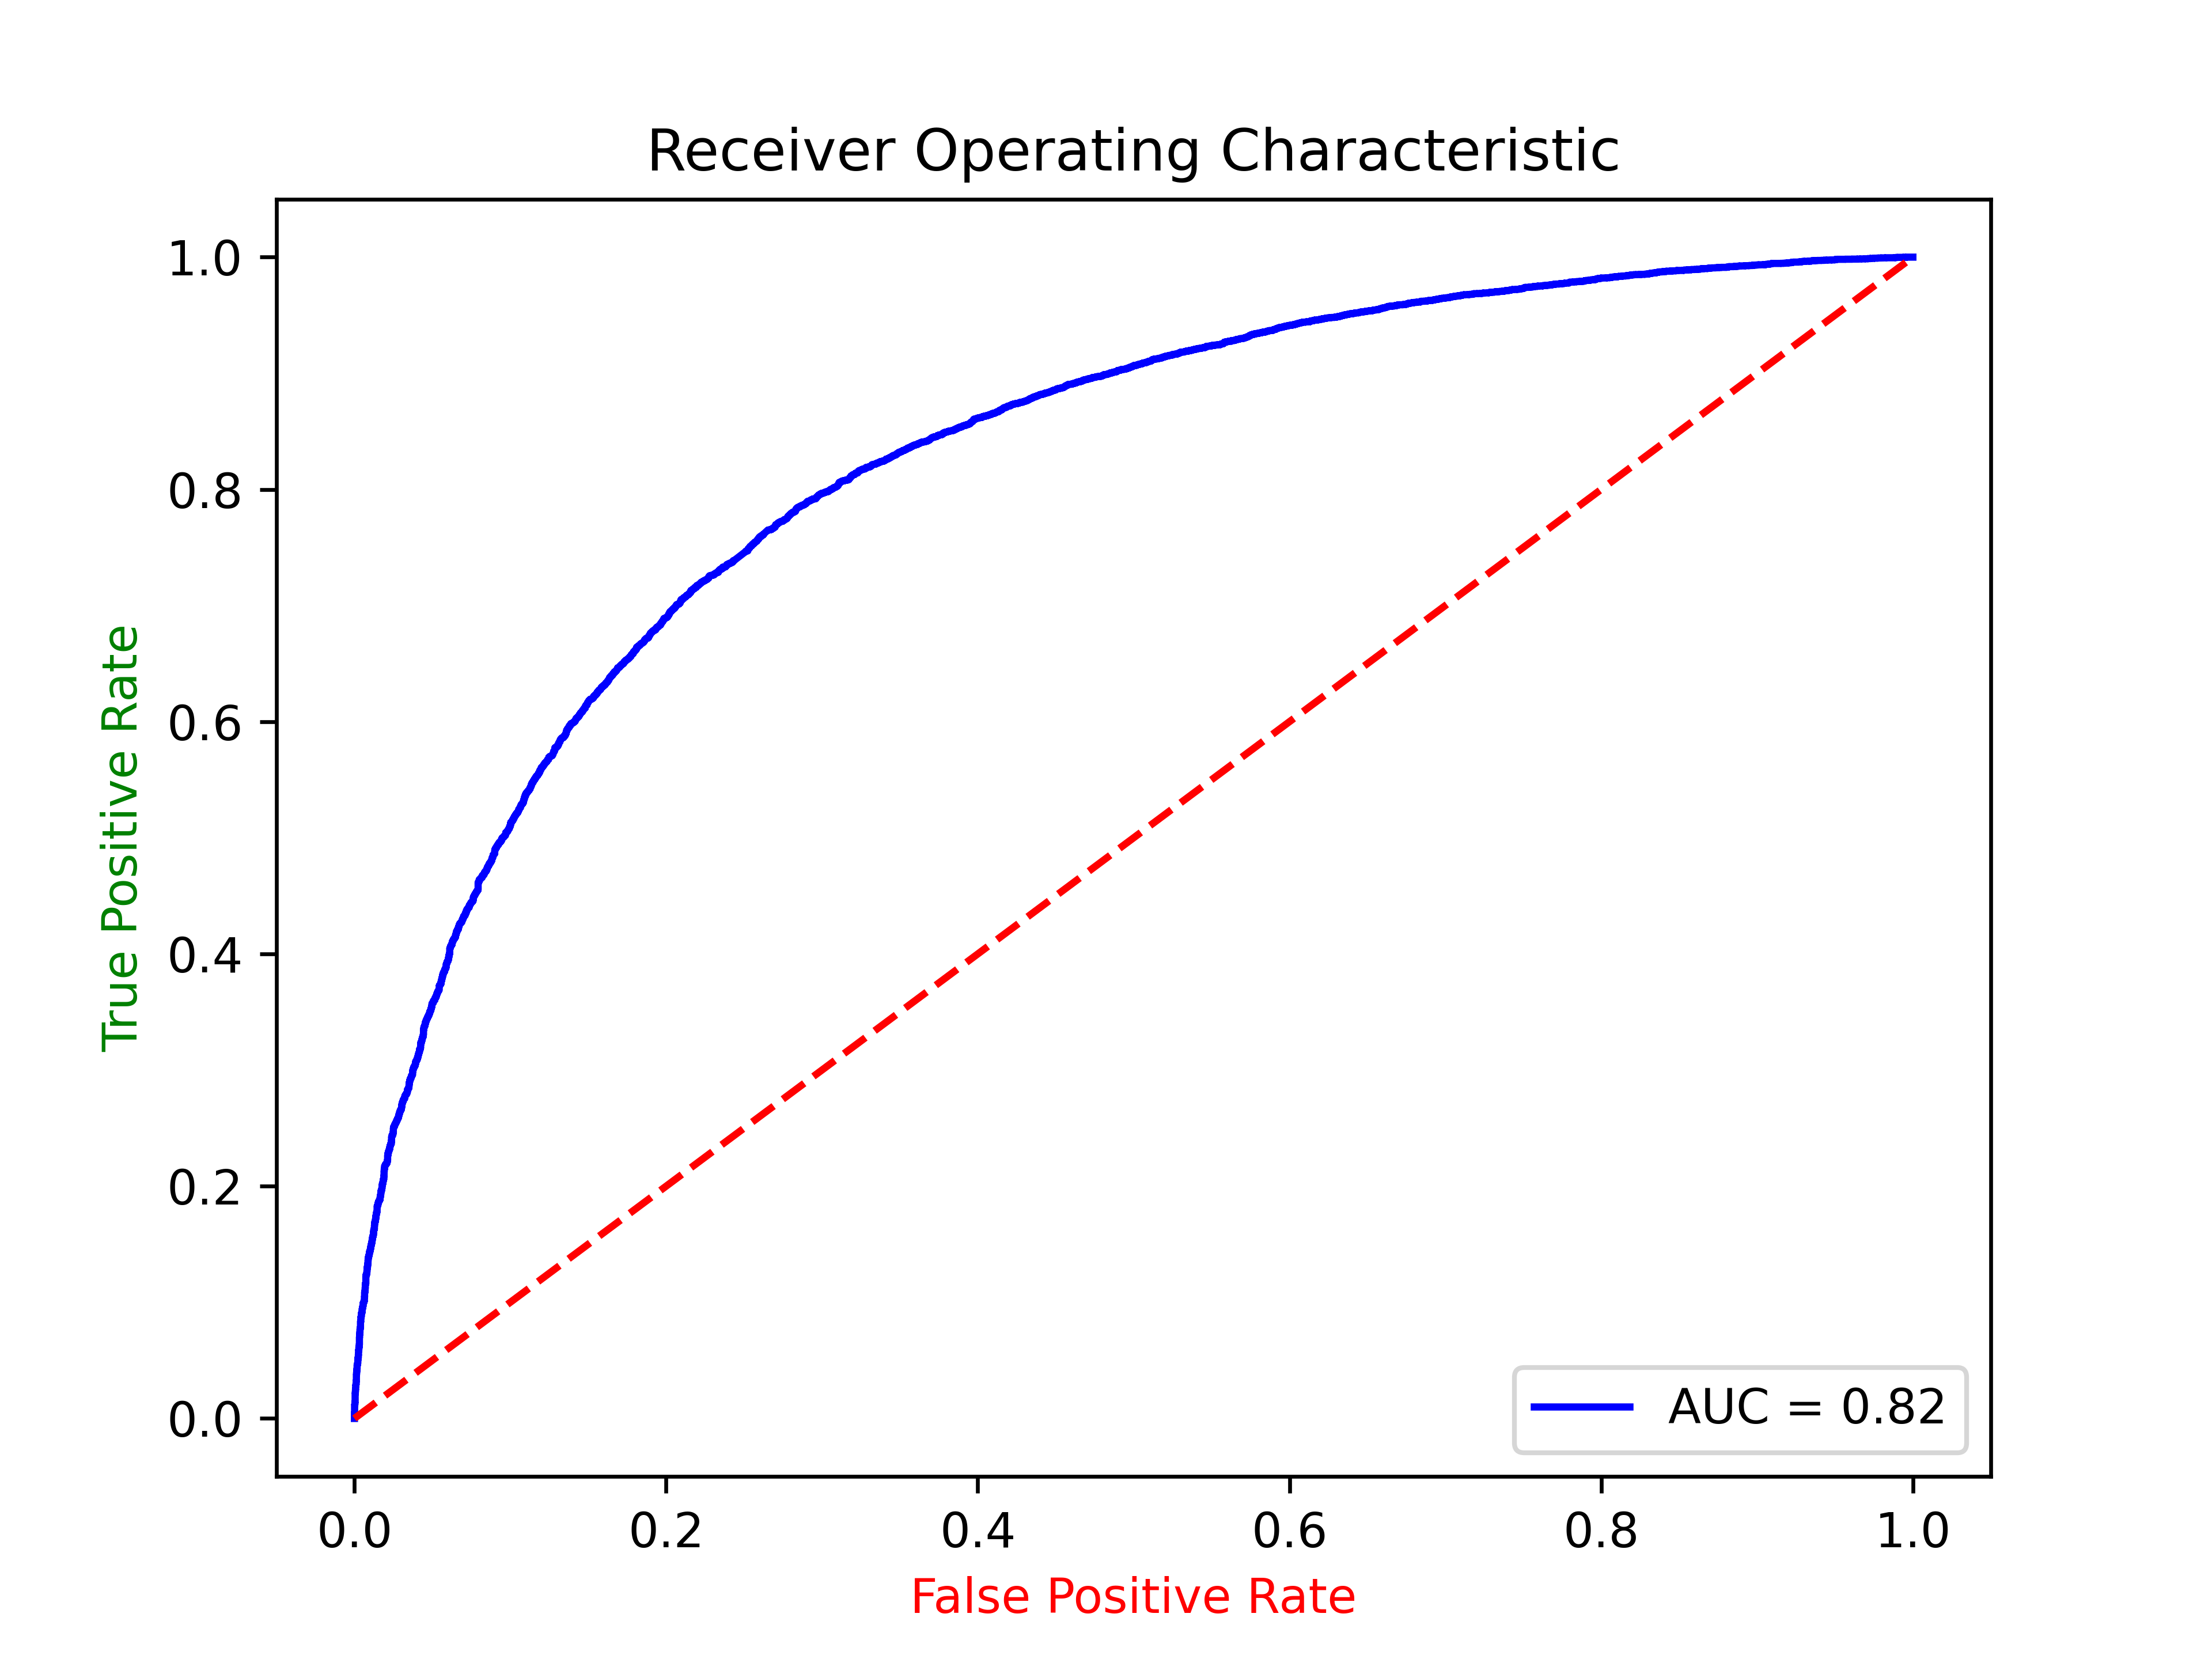 Receiver Operating Characteristic
True Positive Rate
1.0
0.8
0.6
0.4
0.2
0.0
AUC = 0.82
0.0 0.2 0.4 0.6 0.8 1.0
False Positive Rate